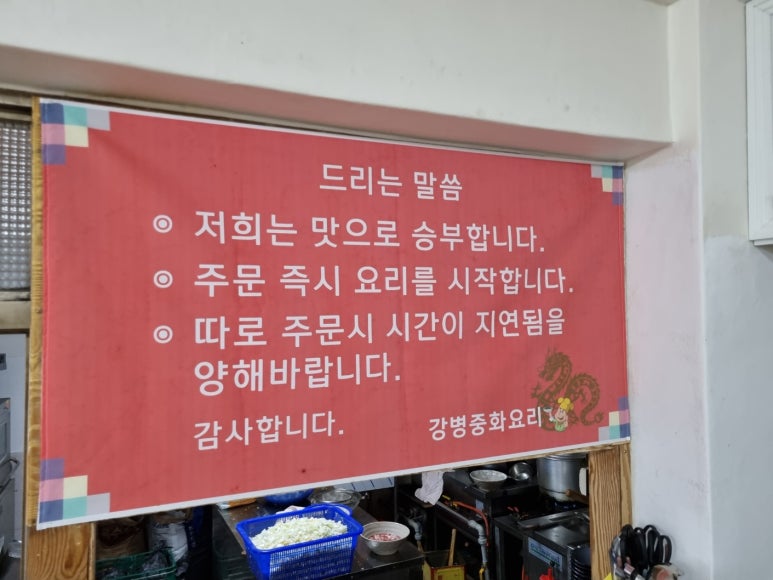 드리는 말씀
◉ 저희는 맛으로 승부합니다.
◉ 주문 즉시 요리를 시작합니다.
◉ 따로 주문시 시간이 지연됨을
양해바랍니다.
감사합니다. 강병중화요리